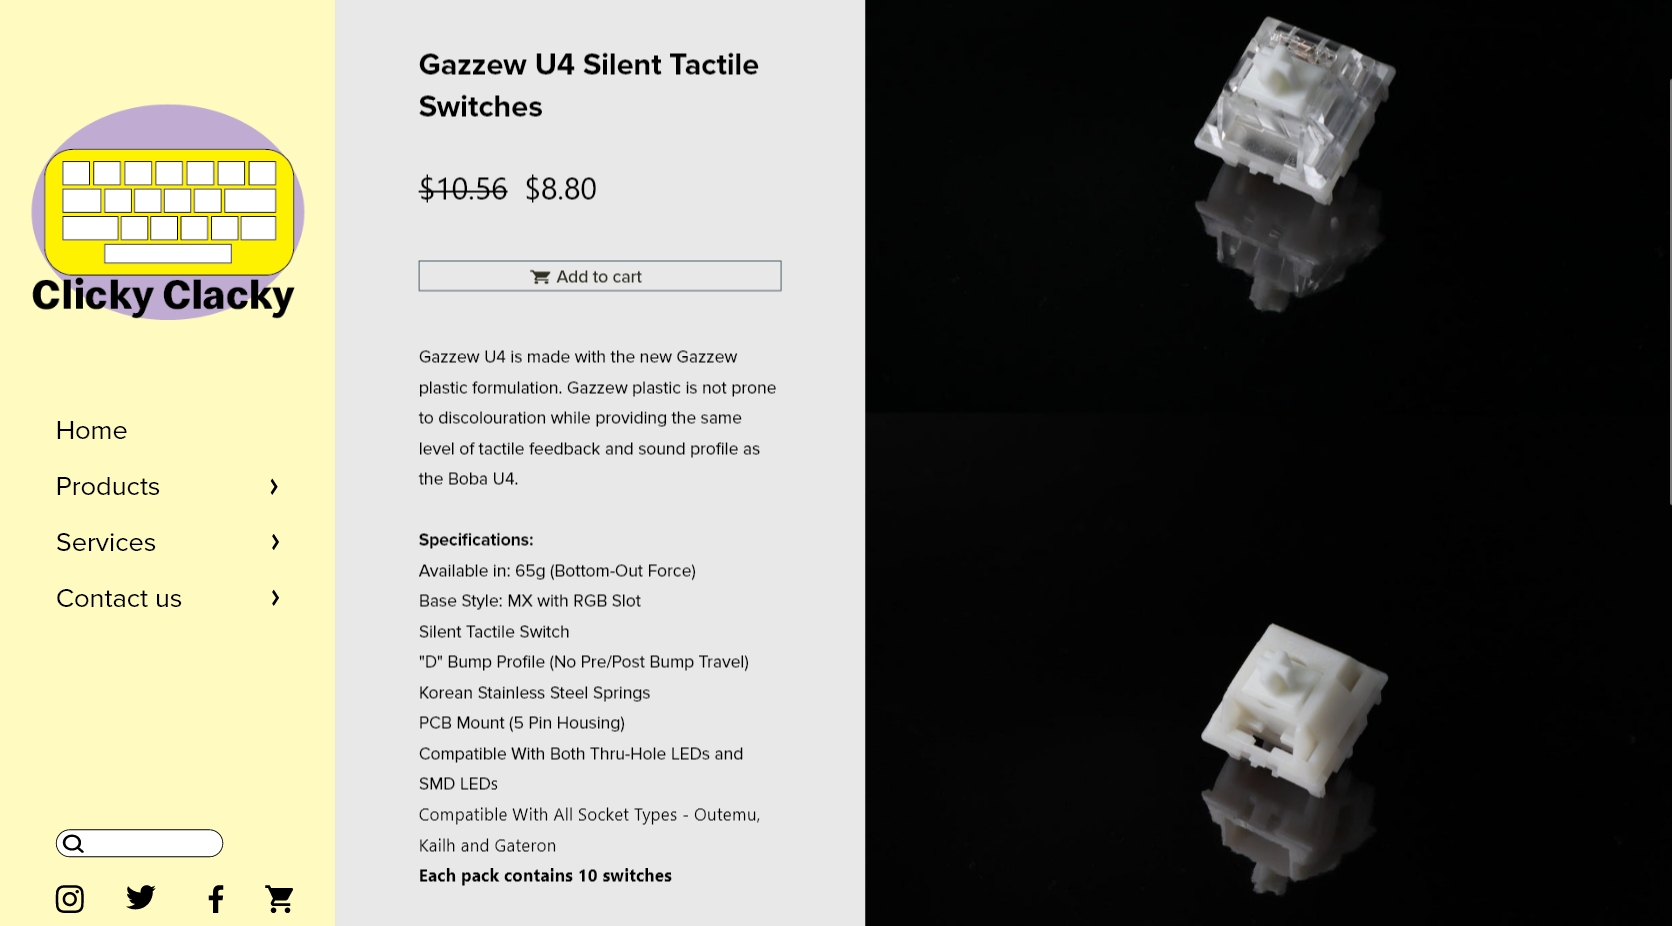 Clicky Clacky
Home
Products
Services
Contact us
Gazzew U4 Silent Tactile
Switches
$10.56 $8.80
Add to cart
Gazzew U4 is made with the new Gazzew
plastic formulation. Gazzew plastic is not prone
to discolouration while providing the same
level of tactile feedback and sound profile as
the Boba U4.
Specifications:
Available in: 65g (Bottom-Out Force)
Base Style: MX with RGB Slot
Silent Tactile Switch
"D" Bump Profile (No Pre/Post Bump Travel)
Korean Stainless Steel Springs
PCB Mount (5 Pin Housing)
Compatible With Both Thru-Hole LEDs and
SMD LEDs
Compatible With All Socket Types - Outemu,
Kailh and Gateron
Each pack contains 10 switches